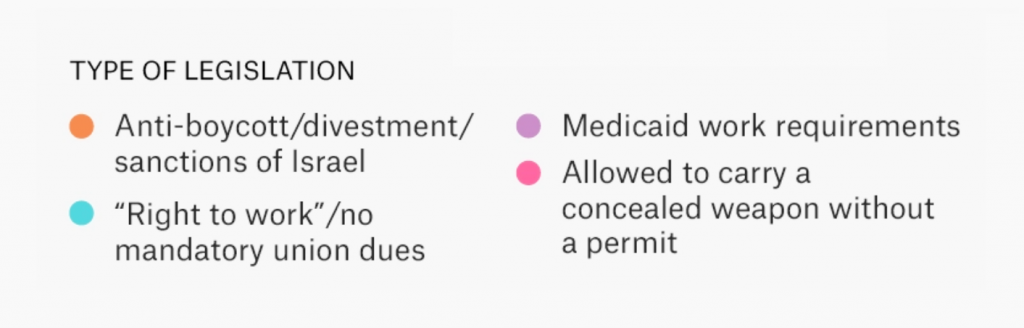 TYPE OF LEGISLATION
Anti-boycott/divestment/
sanctions of Israel
“Right to work”/no
mandatory union dues
Medicaid work requirements
Allowed to carry a
concealed weapon without
a permit